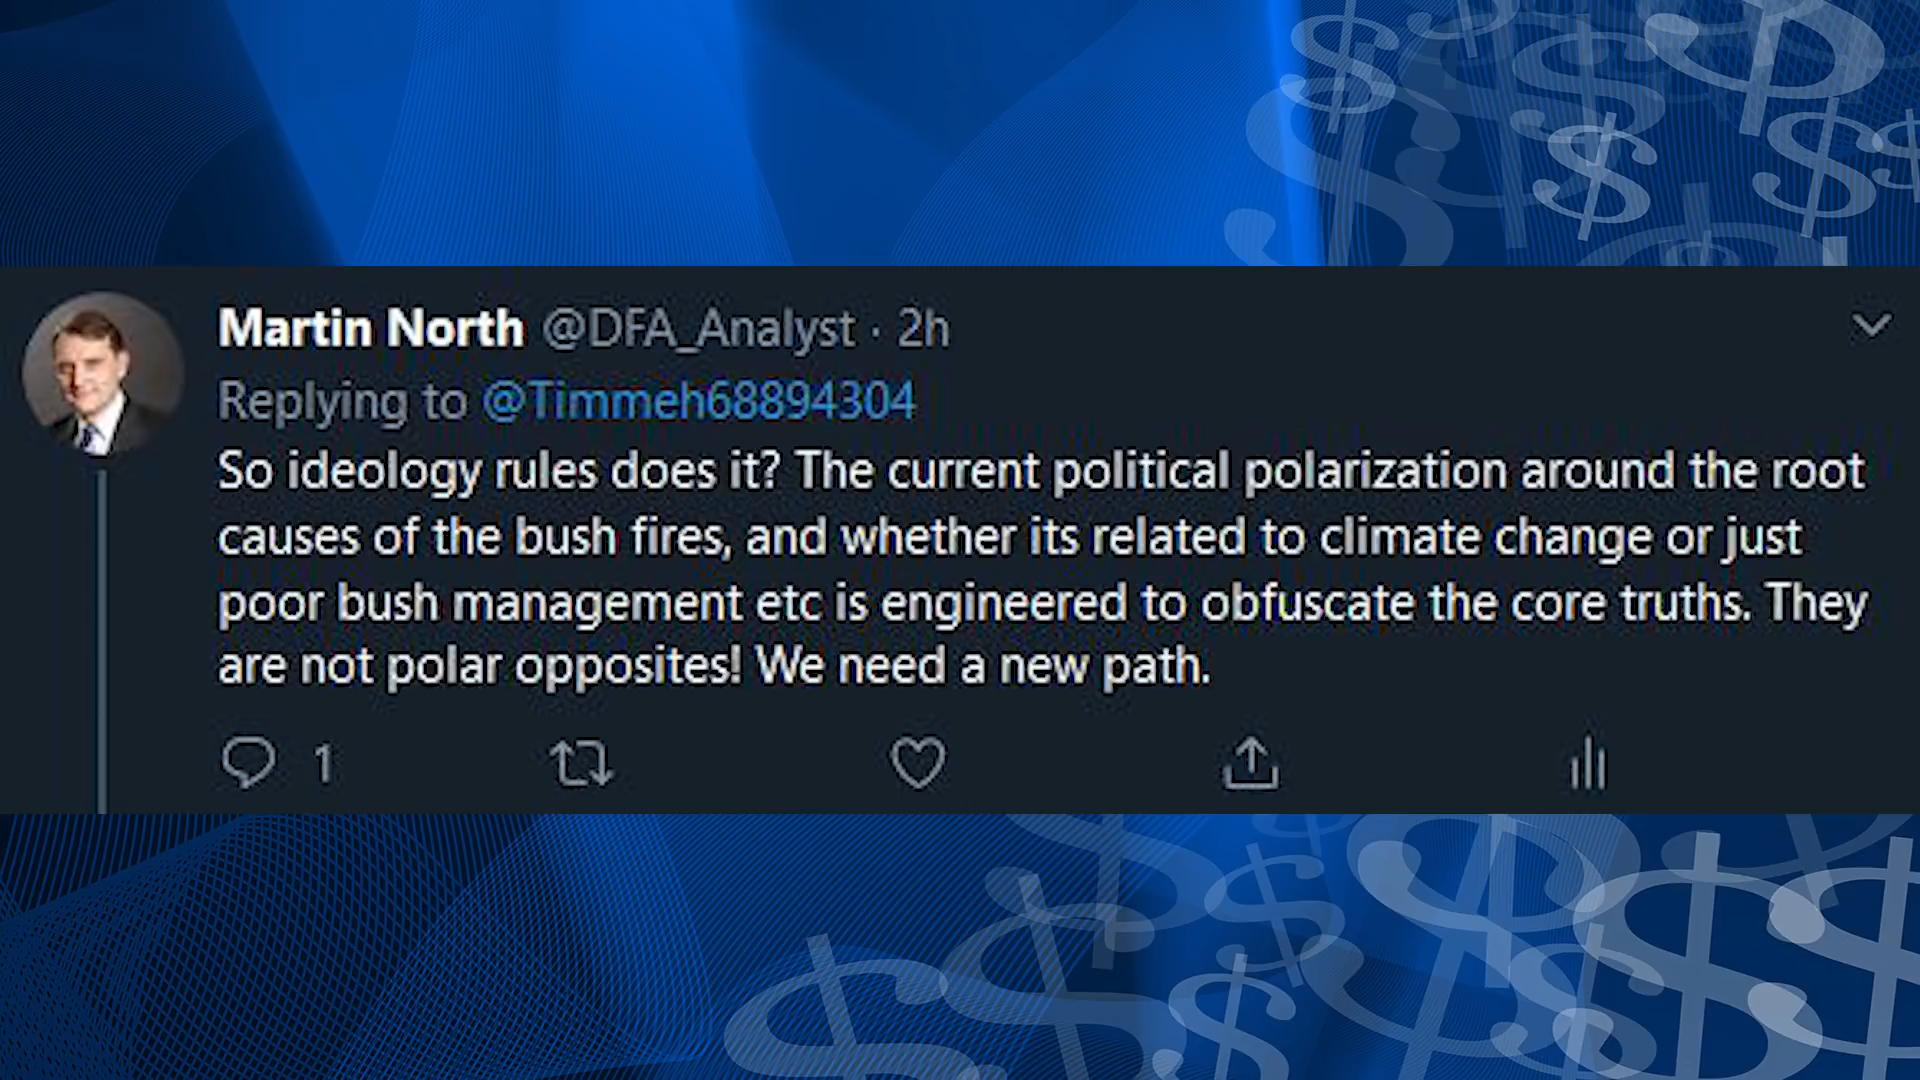 Martin North @DFA_Analyst · 2h
Replying to @Timmeh68894304
So ideology rules does it? The current political polarization around the root
causes of the bush fires, and whether its related to climate change or just
poor bush management etc is engineered to obfuscate the core truths. They
are not polar opposites! We need a new path.
1